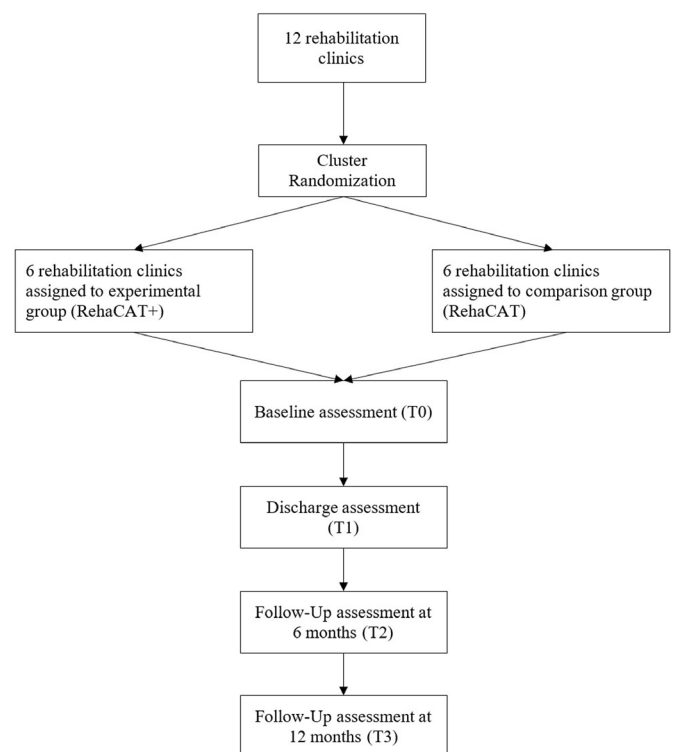 12 rehabilitation
clinics
Cluster
Randomization
6 rehabilitation clinics
assigned to experimental
group (RehaCAT+)
6 rehabilitation clinics
assigned to comparison group
(RehaCAT)
Baseline assessment (T0)
Discharge assessment
(T1)
Follow-Up assessment at
6 months (T2)
Follow-Up assessment at
12 months (T3)